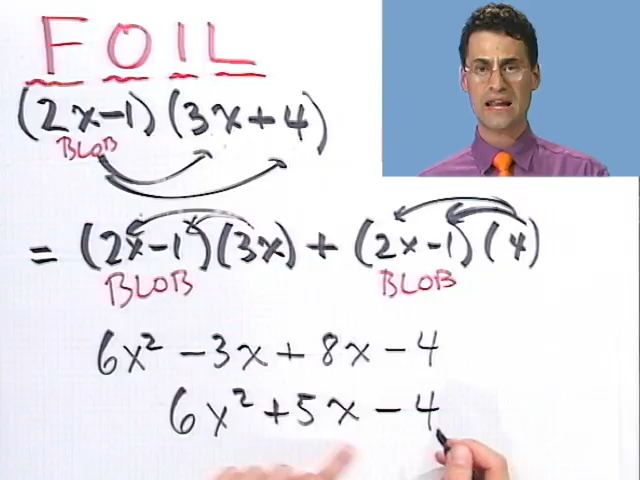 FOIL
(2x-1)(3x+4)
BLOB
= (2x-1)(3x) + (2x-1)(4)
BLOB BLOB
6x² - 3x + 8x - 4
6x² + 5x - 4